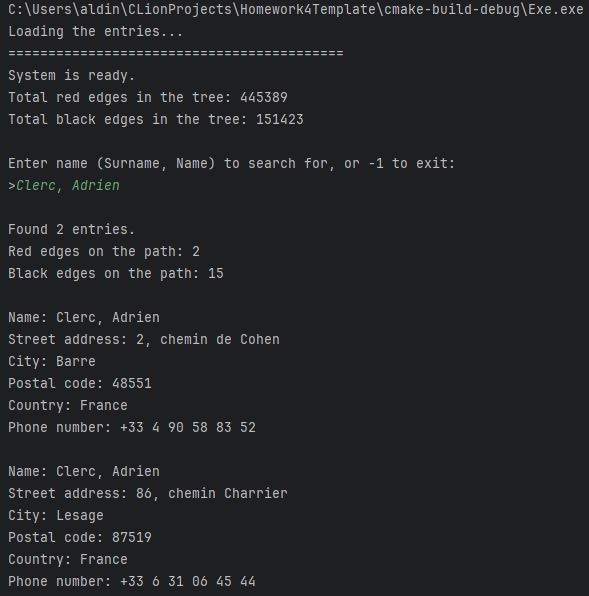 C:\Users\aldin\CLionProjects\Homework4Template\cmake-build-debug\Exe.exe
Loading the entries...
==========================================
System is ready.
Total red edges in the tree: 445389
Total black edges in the tree: 151423
Enter name (Surname, Name) to search for, or -1 to exit:
>Clerc, Adrien
Found 2 entries.
Red edges on the path: 2
Black edges on the path: 15
Name: Clerc, Adrien
Street address: 2, chemin de Cohen
City: Barre
Postal code: 48551
Country: France
Phone number: +33 4 90 58 83 52
Name: Clerc, Adrien
Street address: 86, chemin Charrier
City: Lesage
Postal code: 87519
Country: France
Phone number: +33 6 31 06 45 44